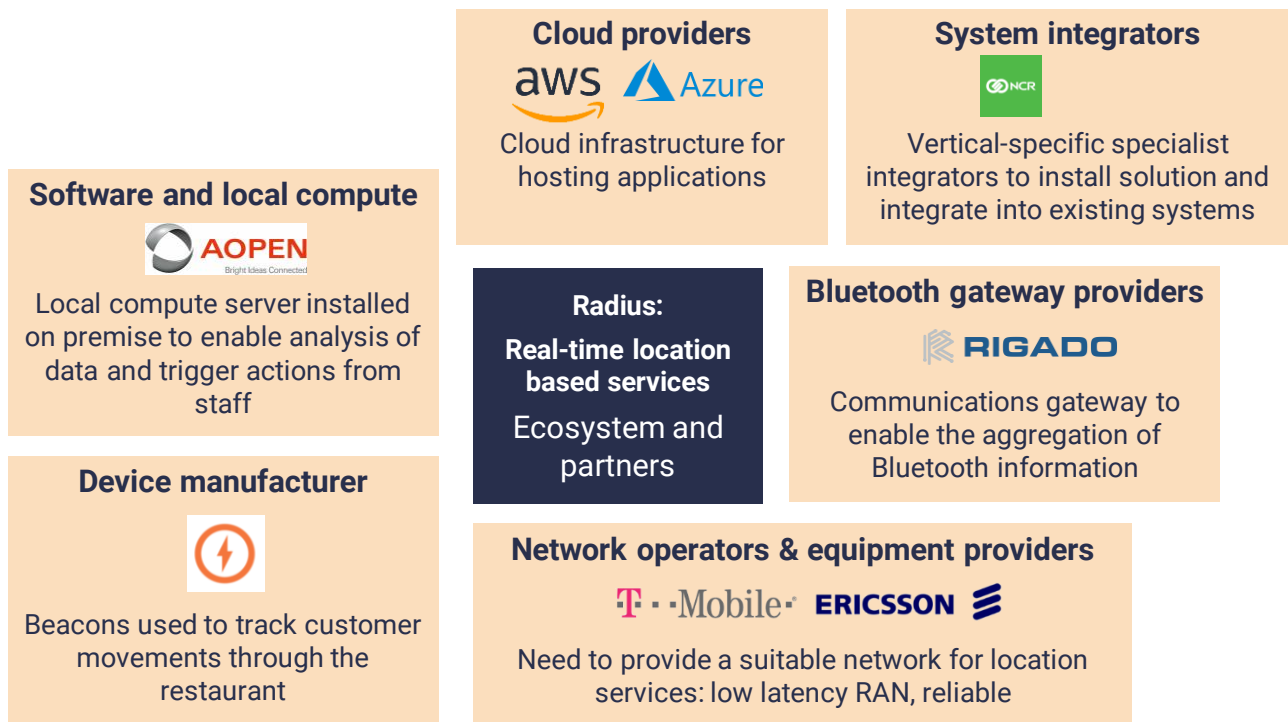 Cloud providers
aws Azure
Cloud infrastructure for
hosting applications
System integrators
NCR
Vertical-specific specialist
integrators to install solution and
integrate into existing systems
Software and local compute
AOPEN
Bright Ideas Connected
Local compute server installed
on premise to enable analysis of
data and trigger actions from
staff
Radius:
Real-time location
based services
Ecosystem and
partners
Bluetooth gateway providers
RIGADO
Communications gateway to
enable the aggregation of
Bluetooth information
Device manufacturer
Beacons used to track customer
movements through the
restaurant
Network operators & equipment providers
T··Mobile· ERICSSON
Need to provide a suitable network for location
services: low latency RAN, reliable